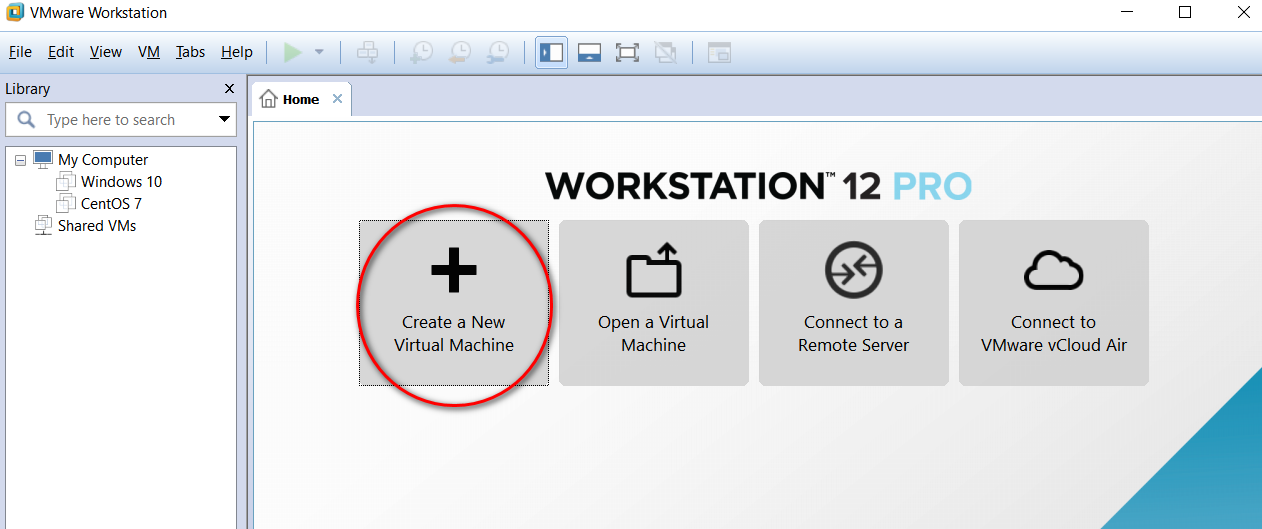 VMware Workstation
File Edit View VM Tabs Help
Library
Type here to search
My Computer
Windows 10
CentOS 7
Shared VMs
Home
WORKSTATION™ 12 PRO
Create a New
Virtual Machine
Open a Virtual
Machine
Connect to a
Remote Server
Connect to
VMware vCloud Air